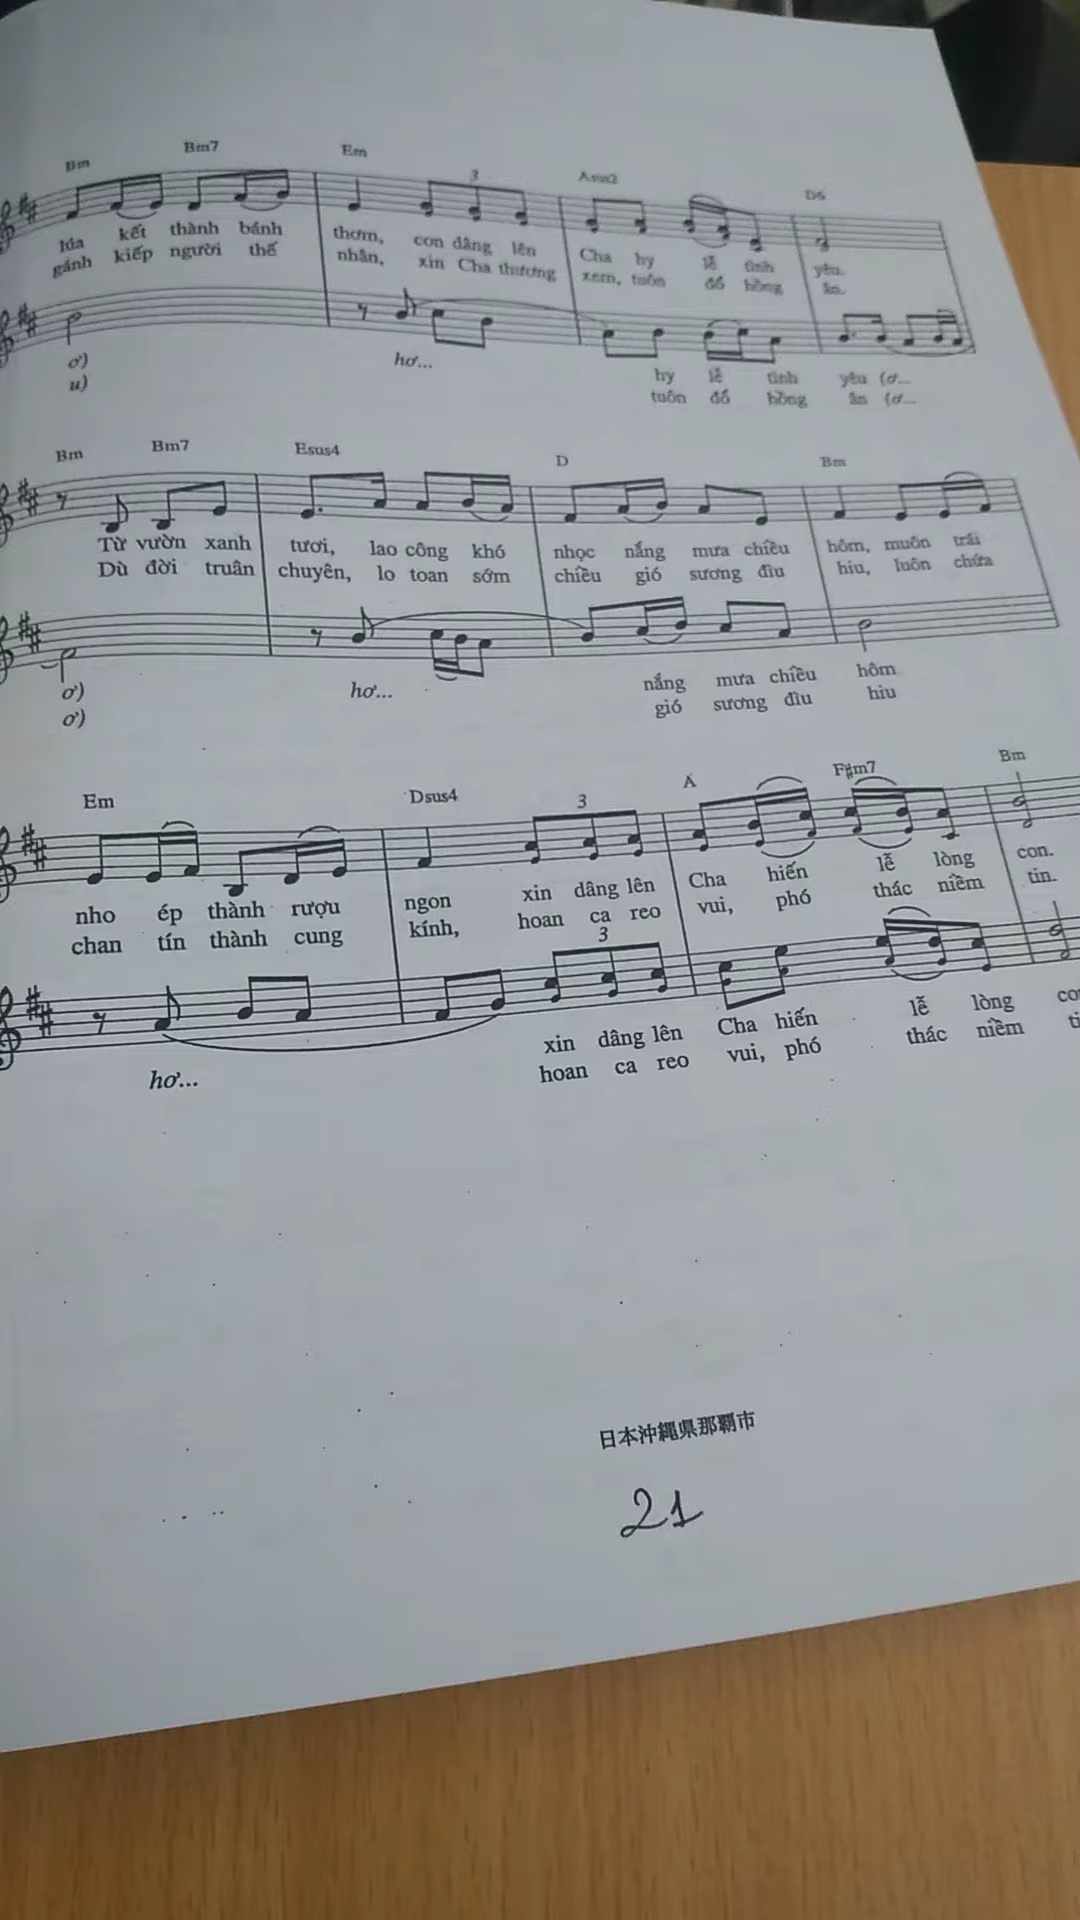 Bm Bm7 Em 3 Asus2 D6
lúa kết thành bánh thơm, con dâng lên Cha hy lễ tình yêu.
gánh kiếp người thế nhân, xin Cha thương xem, tuôn đổ hồng ân.
ơ) hơ... hy lễ tình yêu (ơ...
u) tuôn đổ hồng ân (ơ...
Bm Bm7 Esus4 D Bm
Từ vườn xanh tươi, lao công khó nhọc nắng mưa chiều hôm, muôn trái
Dù đời truân chuyên, lo toan sớm chiều gió sương đìu hiu, luôn chứa
ơ) hơ... nắng mưa chiều hôm
ơ) gió sương đìu hiu
Em Dsus4 3 A F#m7 Bm
nho ép thành rượu ngon xin dâng lên Cha hiến lễ lòng con.
chan tín thành cung kính, hoan ca reo vui, phó thác niềm tin.
3
hơ... xin dâng lên Cha hiến lễ lòng
hoan ca reo vui, phó thác niềm
日本沖縄県那覇市
21